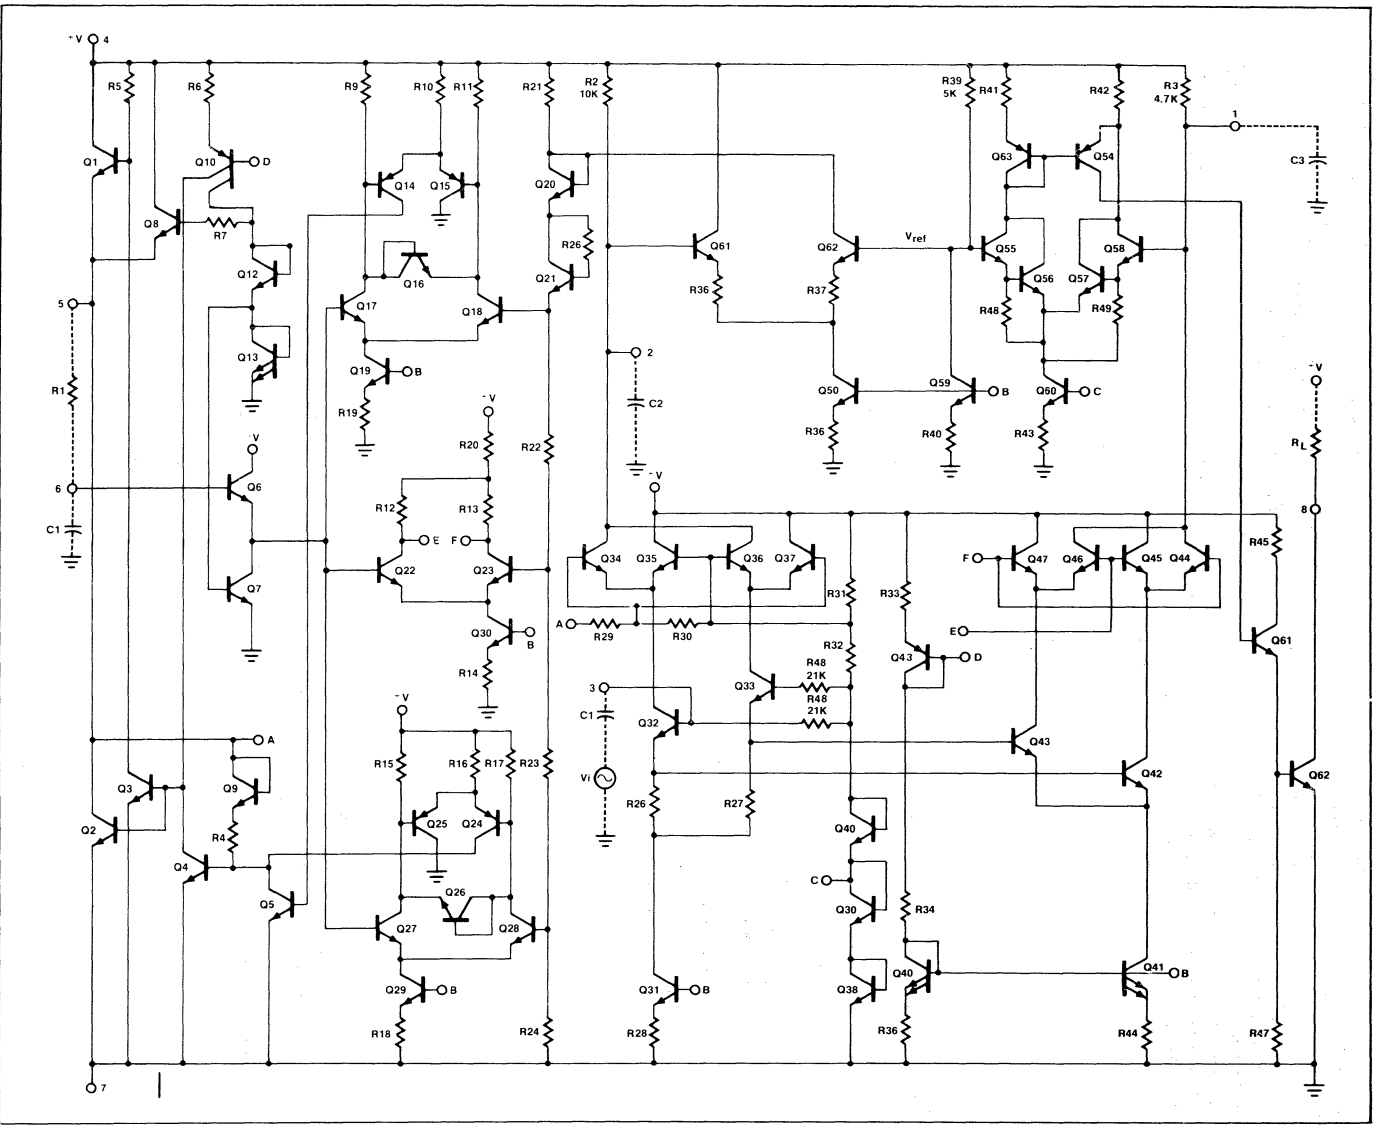 +V 4
R5
R6
R9
R10
R11
R21
R2
10K
R39
5K
R41
R42
R3
4.7K
1
Q1
Q10
D
Q14
Q15
Q20
Q63
Q54
C3
Q8
R7
Q61
Q62
Vref
Q55
Q58
R26
Q12
Q16
Q21
Q56
Q57
R36
R37
5
Q17
Q18
R48
R49
Q13
2
R1
Q19
B
Q50
Q59
B
Q60
C
+V
C2
R19
+V
R36
R40
R43
V
R20
R22
RL
6
Q6
V
8
C1
R12
R13
E
F
Q34
Q35
Q36
Q37
F
Q47
Q46
Q45
Q44
R45
Q22
Q23
Q7
R31
R33
A
R29
R30
E
Q30
B
R32
Q61
R14
Q43
D
R48
21K
3
Q33
R48
21K
V
C1
Q32
A
Q43
R15
R16
R17
R23
Vi
Q42
Q62
Q3
Q9
R26
R27
Q2
R4
Q25
Q24
Q40
Q4
C
Q5
Q26
Q30
R34
Q27
Q28
Q40
Q41
B
Q29
B
Q31
B
Q38
R18
R24
R28
R36
R44
R47
7